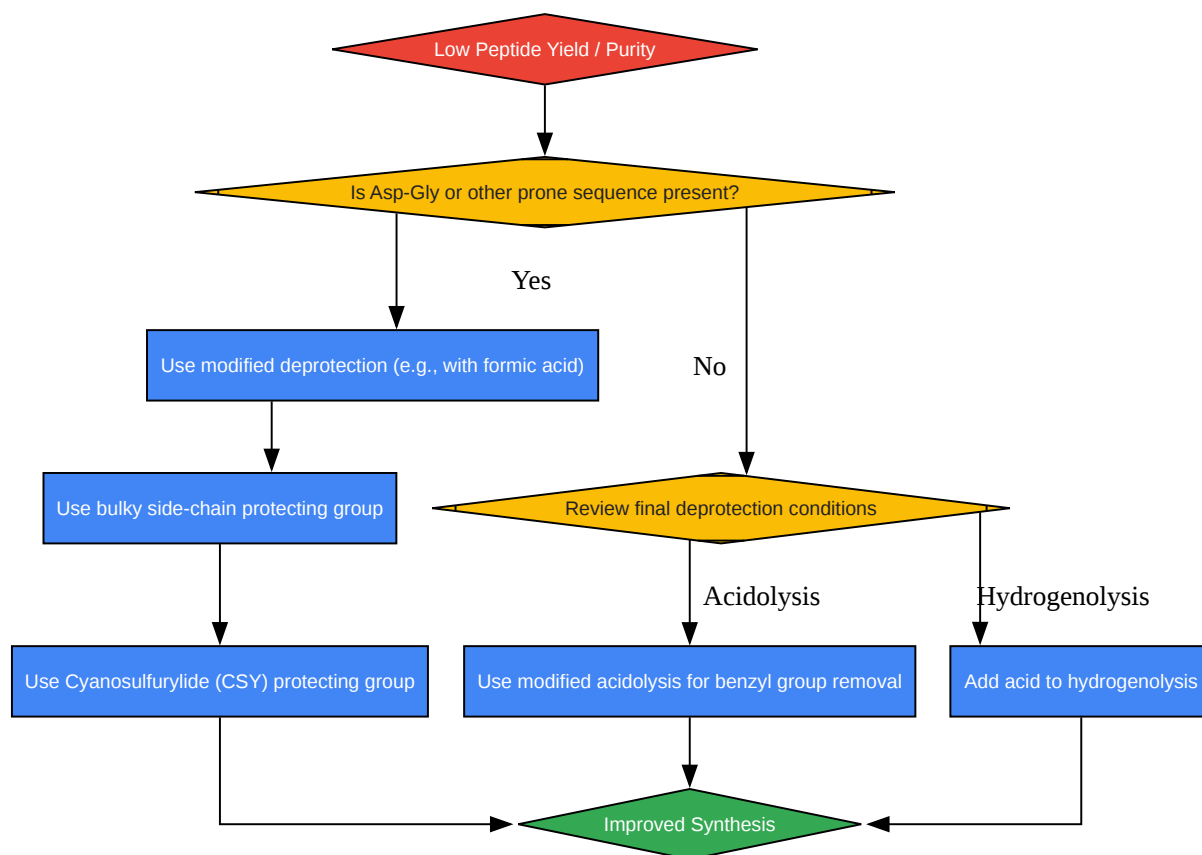 Low Peptide Yield / Purity
Is Asp-Gly or other prone sequence present?
Yes
Use modified deprotection (e.g., with formic acid)
No
Use bulky side-chain protecting group
Review final deprotection conditions
Acidolysis
Hydrogenolysis
Use Cyanosulfurylide (CSY) protecting group
Use modified acidolysis for benzyl group removal
Add acid to hydrogenolysis
Improved Synthesis